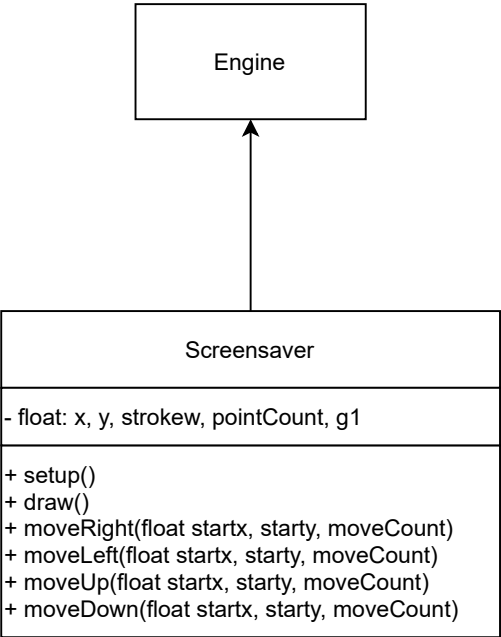 Engine
Screensaver
- float: x, y, strokew, pointCount, g1
+ setup()
+ draw()
+ moveRight(float startx, starty, moveCount)
+ moveLeft(float startx, starty, moveCount)
+ moveUp(float startx, starty, moveCount)
+ moveDown(float startx, starty, moveCount)